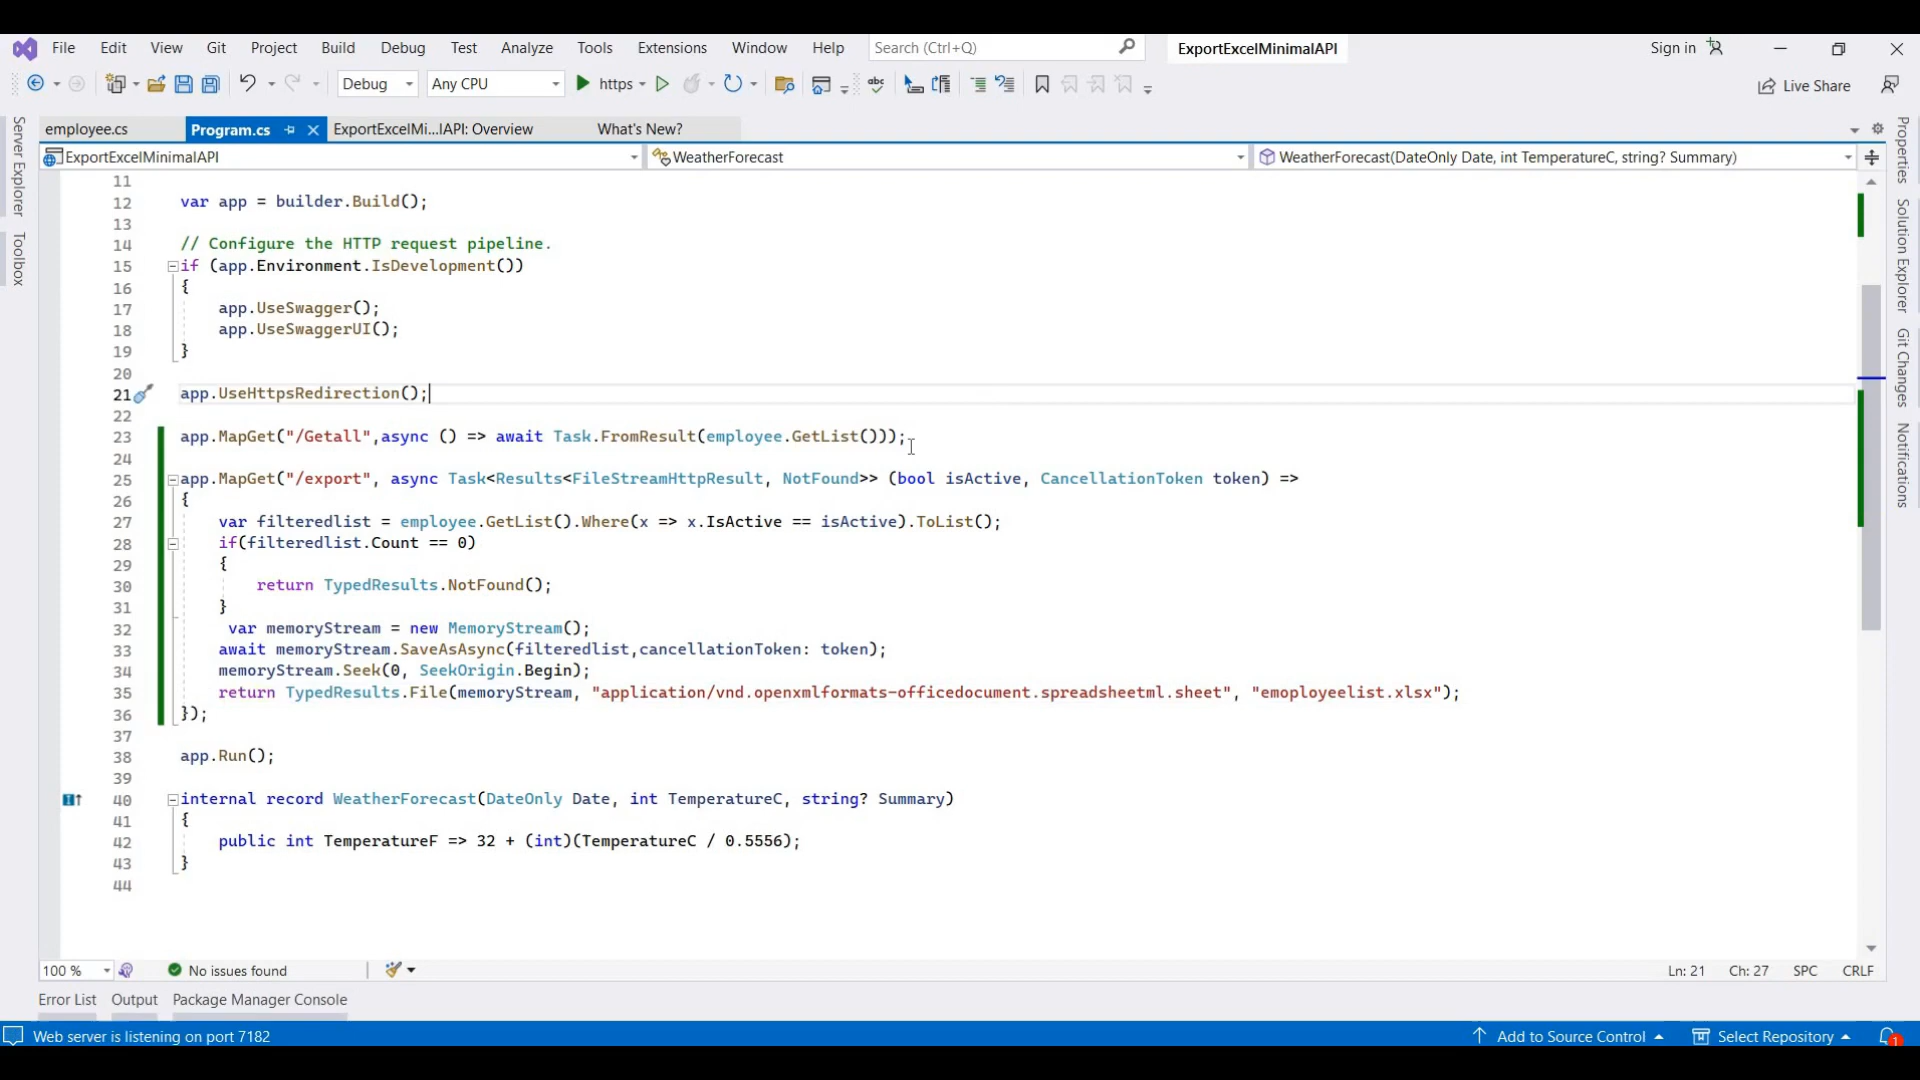 File Edit View Git Project Build Debug Test Analyze Tools Extensions Window Help Search (Ctrl+Q) ExportExcelMinimalAPI Sign in
Debug Any CPU https Live Share
employee.cs Program.cs ExportExcelMi...lAPI: Overview What's New?
ExportExcelMinimalAPI WeatherForecast WeatherForecast(DateOnly Date, int TemperatureC, string? Summary)
Server Explorer
Toolbox
Properties
Solution Explorer
Git Changes
Notifications
11
12 var app = builder.Build();
13
14 // Configure the HTTP request pipeline.
15 if (app.Environment.IsDevelopment())
16 {
17 app.UseSwagger();
18 app.UseSwaggerUI();
19 }
20
21 app.UseHttpsRedirection();
22
23 app.MapGet("/Getall",async () => await Task.FromResult(employee.GetList()));
24
25 app.MapGet("/export", async Task<Results<FileStreamHttpResult, NotFound>> (bool isActive, CancellationToken token) =>
26 {
27 var filteredlist = employee.GetList().Where(x => x.IsActive == isActive).ToList();
28 if(filteredlist.Count == 0)
29 {
30 return TypedResults.NotFound();
31 }
32 var memoryStream = new MemoryStream();
33 await memoryStream.SaveAsAsync(filteredlist,cancellationToken: token);
34 memoryStream.Seek(0, SeekOrigin.Begin);
35 return TypedResults.File(memoryStream, "application/vnd.openxmlformats-officedocument.spreadsheetml.sheet", "emoployeelist.xlsx");
36 });
37
38 app.Run();
39
40 internal record WeatherForecast(DateOnly Date, int TemperatureC, string? Summary)
41 {
42 public int TemperatureF => 32 + (int)(TemperatureC / 0.5556);
43 }
44
100 % No issues found Ln: 21 Ch: 27 SPC CRLF
Error List Output Package Manager Console
Web server is listening on port 7182 Add to Source Control Select Repository 1